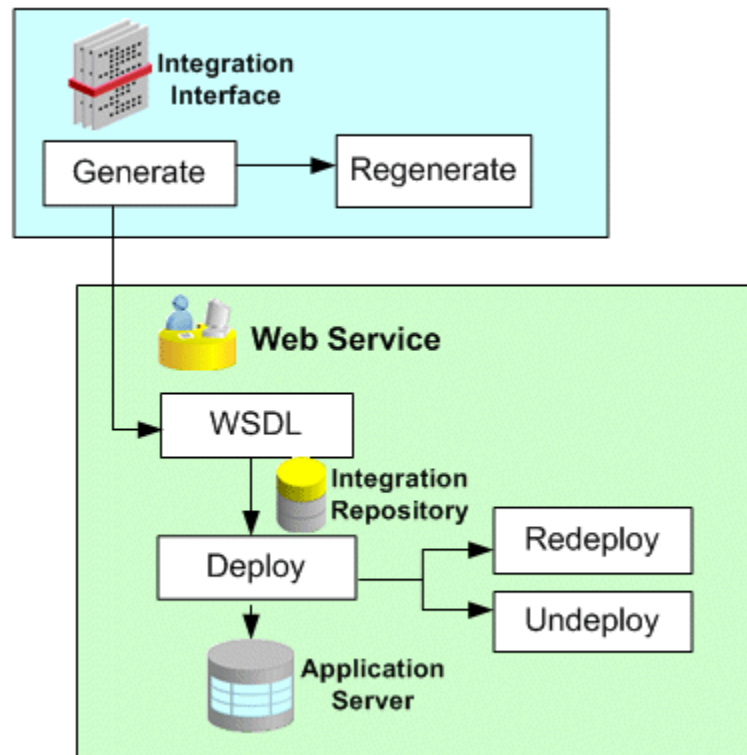 Integration
Interface
Generate
Regenerate
Web Service
WSDL
Integration
Repository
Deploy
Redeploy
Undeploy
Application
Server